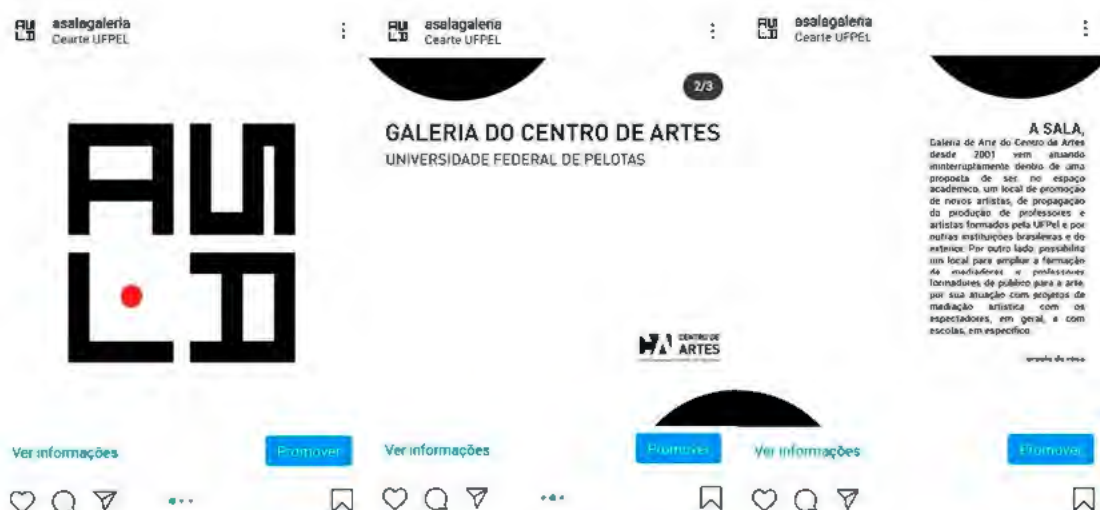 asalagaleria
Cearte UFPEL
A S
L A
Ver informações
Promover
asalagaleria
Cearte UFPEL
2/3
GALERIA DO CENTRO DE ARTES
UNIVERSIDADE FEDERAL DE PELOTAS
CA CENTRO DE
ARTES
Ver informações
Promover
asalagaleria
Cearte UFPEL
A SALA,
Galeria de Arte do Centro de Artes
desde 2001 vem atuando
ininterruptamente dentro de uma
proposta de ser, no espaço
acadêmico, um local de promoção
de novos artistas, de propagação
da produção de professores e
artistas formados pela UFPel e por
outras instituições brasileiras e do
exterior. Por outro lado, possibilita
um local para ampliar a formação
de mediadores e professores
formadores de público para a arte,
por sua atuação com projetos de
mediação artística com os
espectadores, em geral, e com
escolas, em específico.
Ver informações
Promover